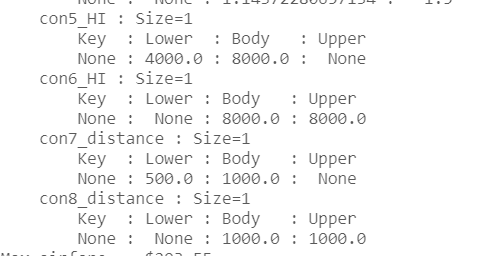 con5_HI : Size=1
Key : Lower : Body : Upper
None : 4000.0 : 8000.0 : None
con6_HI : Size=1
Key : Lower : Body : Upper
None : None : 8000.0 : 8000.0
con7_distance : Size=1
Key : Lower : Body : Upper
None : 500.0 : 1000.0 : None
con8_distance : Size=1
Key : Lower : Body : Upper
None : None : 1000.0 : 1000.0